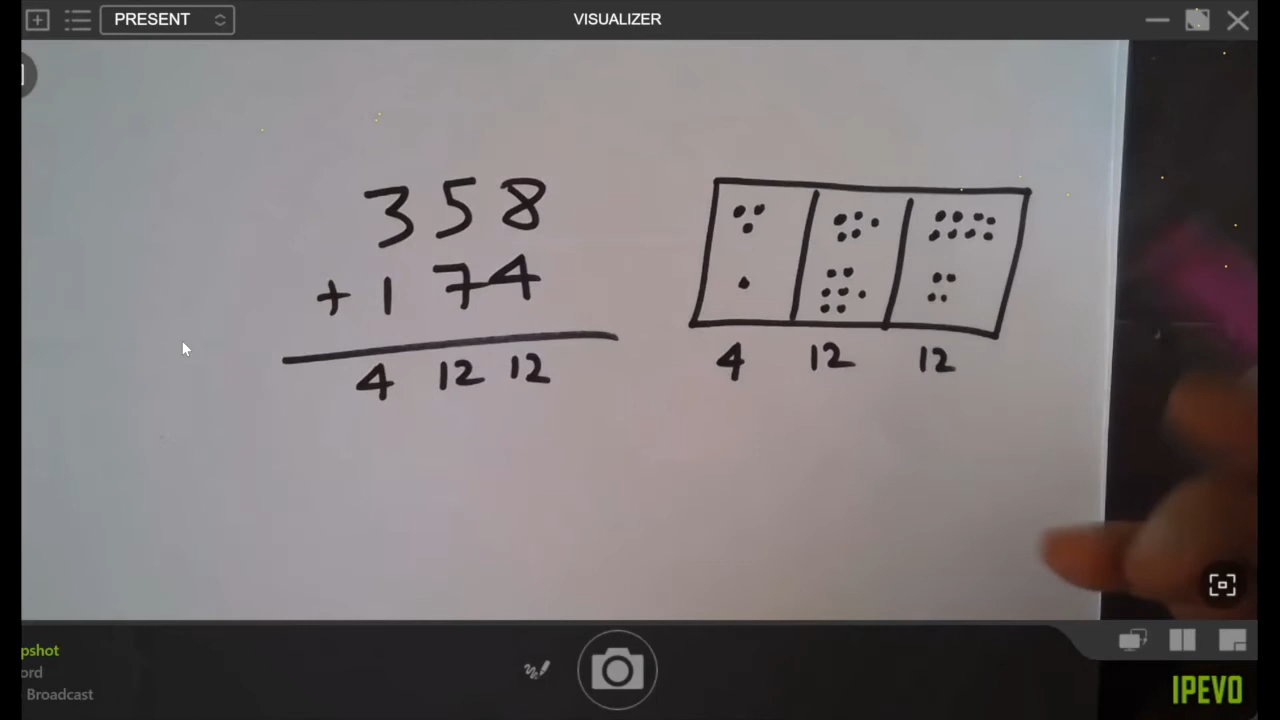 PRESENT
VISUALIZER
358
+ 174
4 12 12
4 12 12
pshot
ord
Broadcast
IPEVO